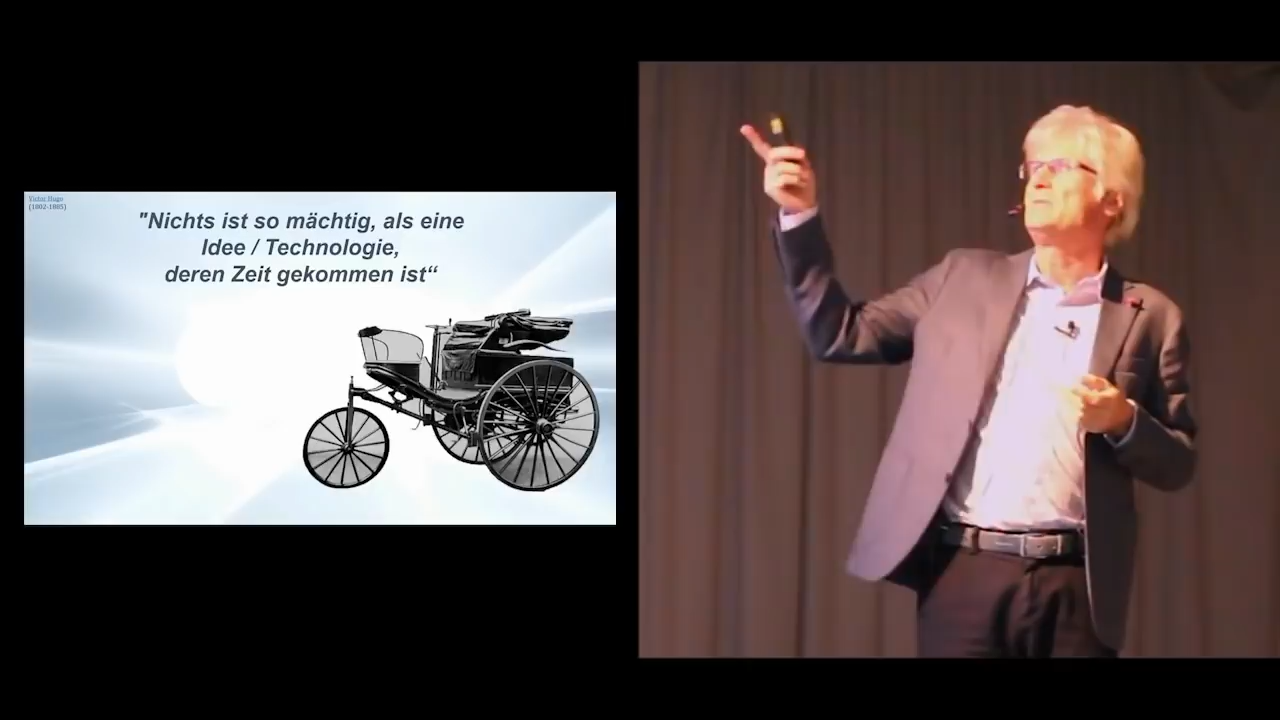 Victor Hugo
(1802-1885)
"Nichts ist so mächtig, als eine
Idee / Technologie,
deren Zeit gekommen ist“